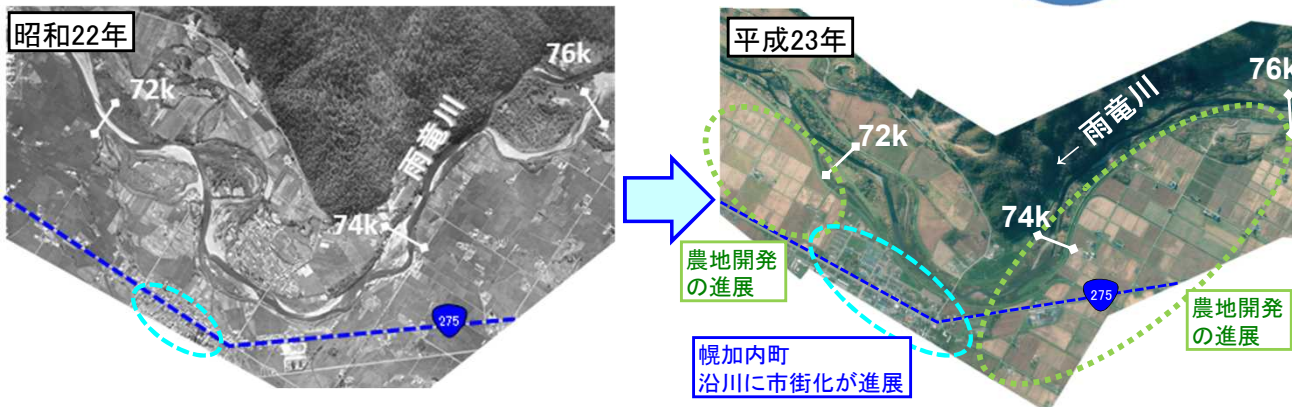 昭和22年
76k
72k
雨竜川
74k
275
平成23年
76k
← 雨竜川
72k
74k
農地開発
の進展
275
農地開発
の進展
幌加内町
沿川に市街化が進展